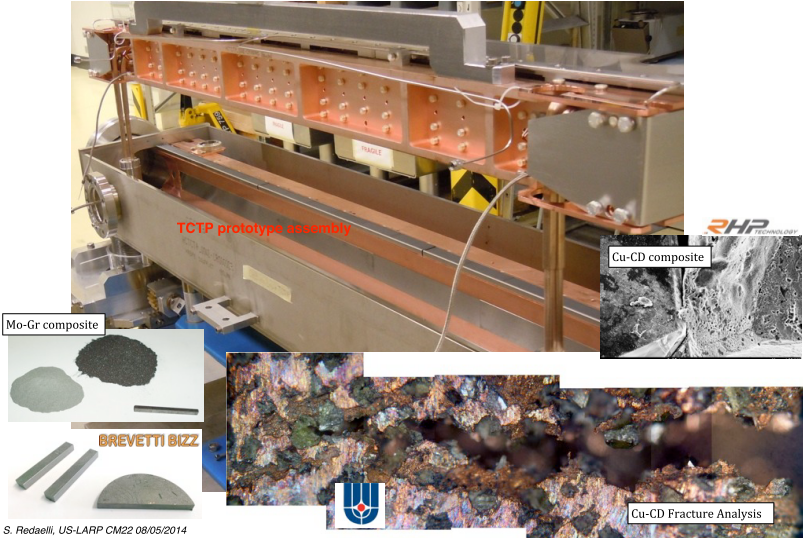 FRAGILE
TCTP prototype assembly
RHP
TECHNOLOGY
Cu-CD composite
Mo-Gr composite
BREVETTI BIZZ
Cu-CD Fracture Analysis
S. Redaelli, US-LARP CM22 08/05/2014